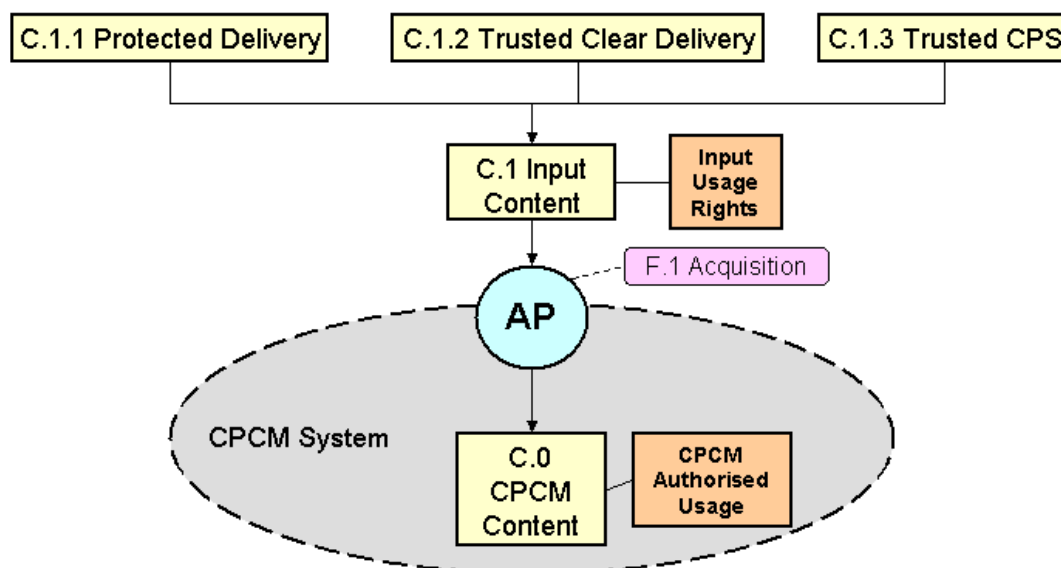 C.1.1 Protected Delivery
C.1.2 Trusted Clear Delivery
C.1.3 Trusted CPS
C.1 Input
Content
Input
Usage
Rights
F.1 Acquisition
AP
CPCM System
C.0
CPCM
Content
CPCM
Authorised
Usage